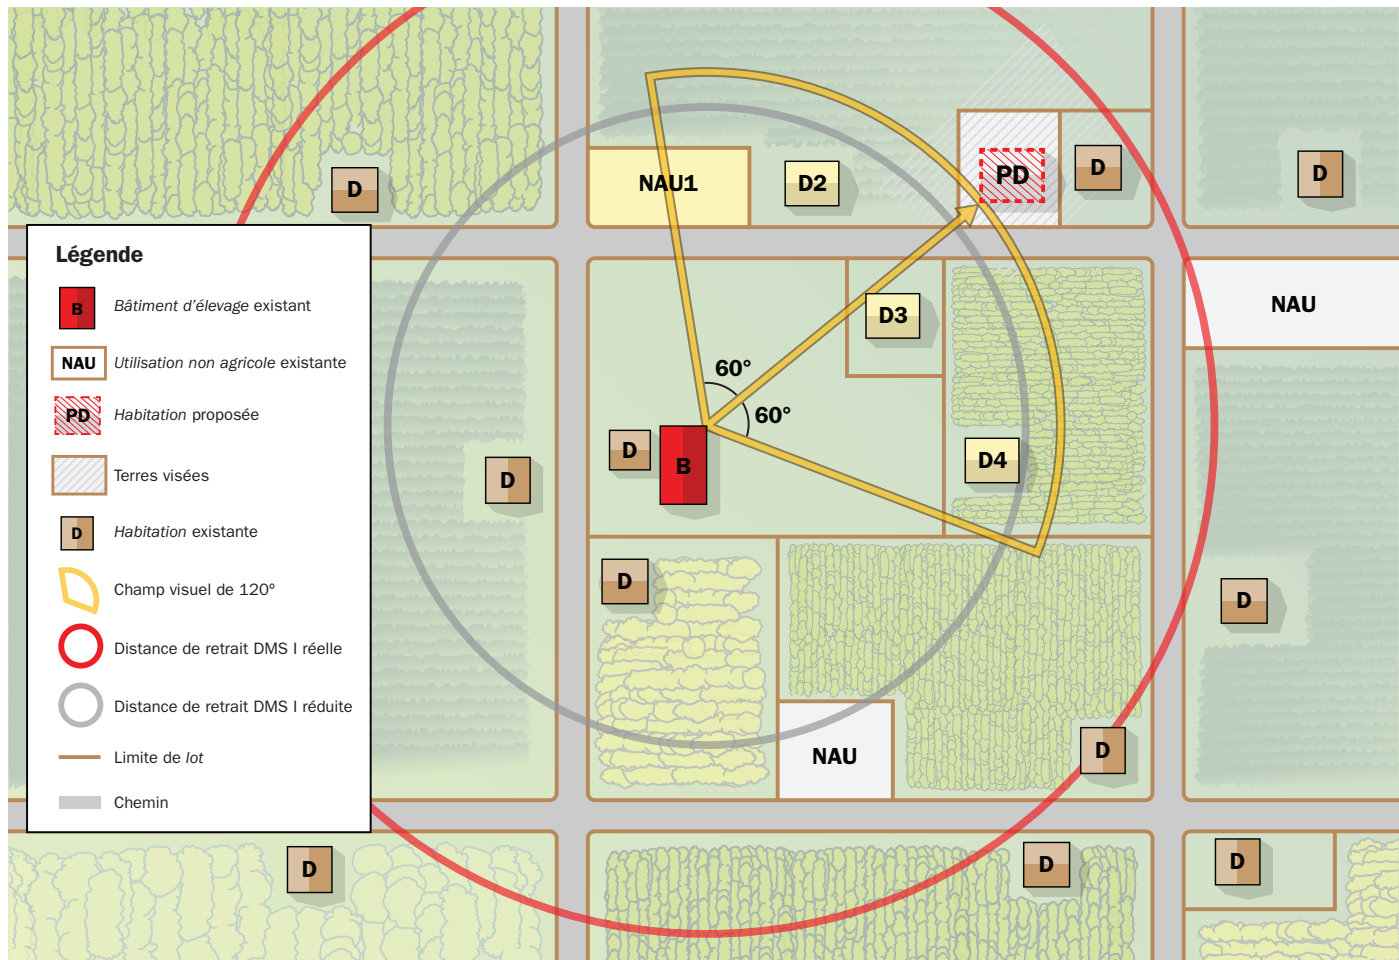 NAU1
D2
PD
D
D
D
D3
NAU
60°
60°
D
B
D4
D
D
D
NAU
D
D
D
D
Légende
B Bâtiment d’élevage existant
NAU Utilisation non agricole existante
PD Habitation proposée
Terres visées
D Habitation existante
Champ visuel de 120º
Distance de retrait DMS I réelle
Distance de retrait DMS I réduite
Limite de lot
Chemin